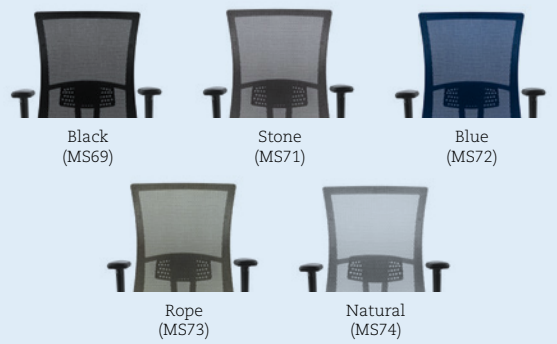 Black
(MS69)
Stone
(MS71)
Blue
(MS72)
Rope
(MS73)
Natural
(MS74)